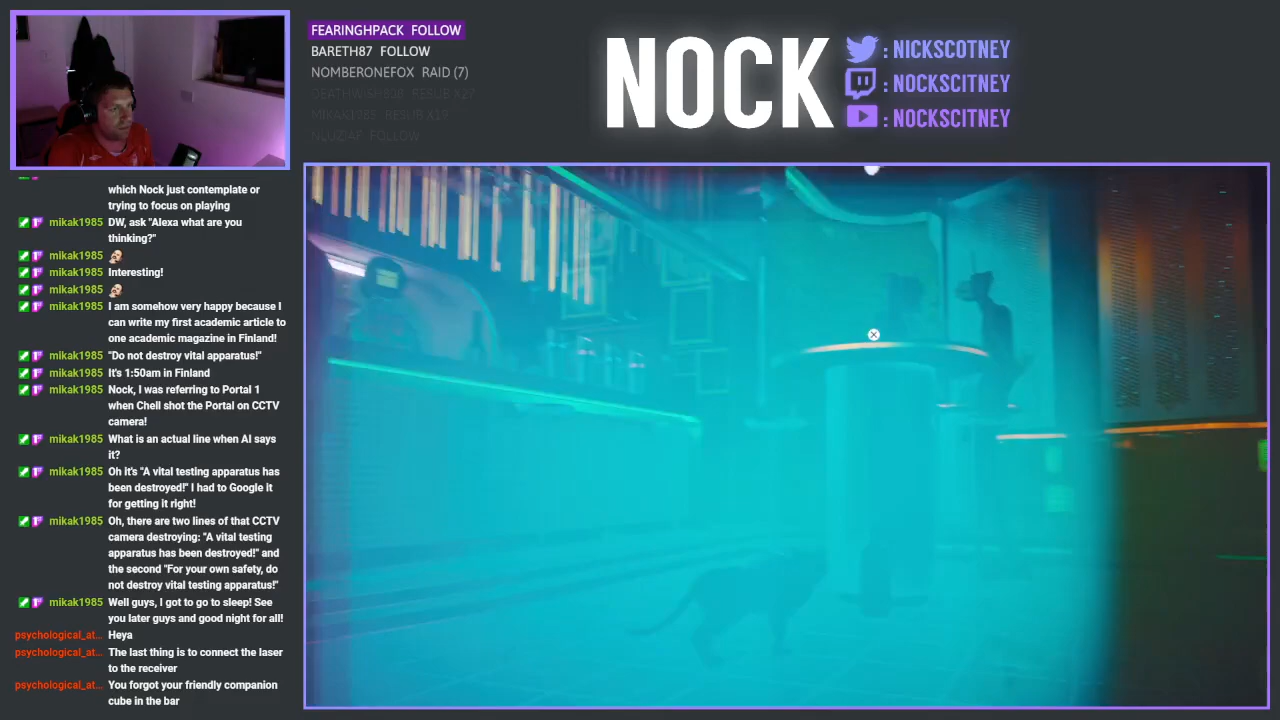 FEARINGHPACK FOLLOW
BARETH87 FOLLOW
NOMBERONEFOX RAID (7)
DEATHWISH808 RESUB X27
MIKAK1985 RESUB X19
NOCK
: NICKSCOTNEY
: NOCKSCITNEY
: NOCKSCITNEY
which Nock just contemplate or
trying to focus on playing
mikak1985 DW, ask "Alexa what are you
thinking?"
mikak1985
mikak1985 Interesting!
mikak1985
mikak1985 I am somehow very happy because I
can write my first academic article to
one academic magazine in Finland!
mikak1985 "Do not destroy vital apparatus!"
mikak1985 It's 1:50am in Finland
mikak1985 Nock, I was referring to Portal 1
when Chell shot the Portal on CCTV
camera!
mikak1985 What is an actual line when AI says
it?
mikak1985 Oh it's "A vital testing apparatus has
been destroyed!" I had to Google it
for getting it right!
mikak1985 Oh, there are two lines of that CCTV
camera destroying: "A vital testing
apparatus has been destroyed!" and
the second "For your own safety, do
not destroy vital testing apparatus!"
mikak1985 Well guys, I got to go to sleep! See
you later guys and good night for all!
psychological_at... Heya
psychological_at... The last thing is to connect the laser
to the receiver
psychological_at... You forgot your friendly companion
cube in the bar